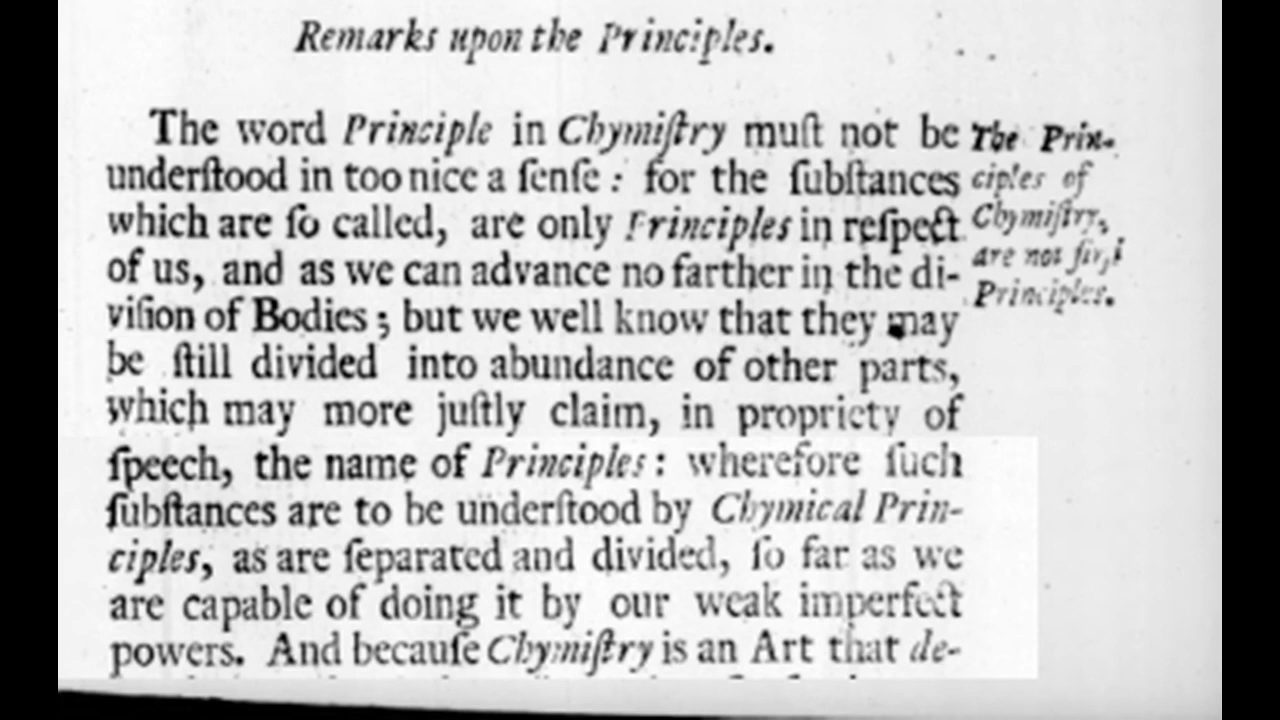 Remarks upon the Principles.
The word Principle in Chymiſtry muſt not be
underſtood in too nice a ſenſe : for the ſubſtances
which are ſo called, are only Principles in reſpect
of us, and as we can advance no farther in the di-
viſion of Bodies ; but we well know that they may
be ſtill divided into abundance of other parts,
which may more juſtly claim, in propriety of
ſpeech, the name of Principles : wherefore ſuch
ſubſtances are to be underſtood by Chymical Prin-
ciples, as are ſeparated and divided, ſo far as we
are capable of doing it by our weak imperfect
powers. And becauſe Chymiſtry is an Art that de-
The Prin-
ciples of
Chymiſtry,
are not firſt
Principles.